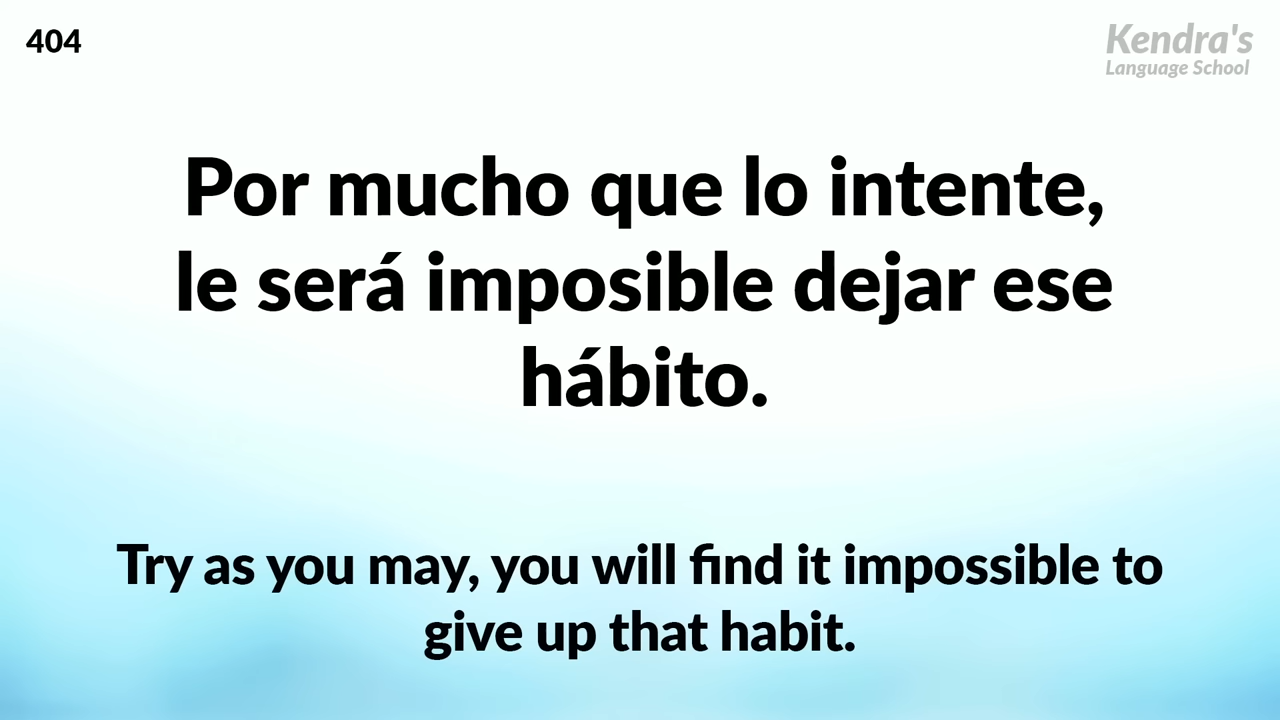 404
Kendra's
Language School
Por mucho que lo intente,
le será imposible dejar ese
hábito.
Try as you may, you will find it impossible to
give up that habit.